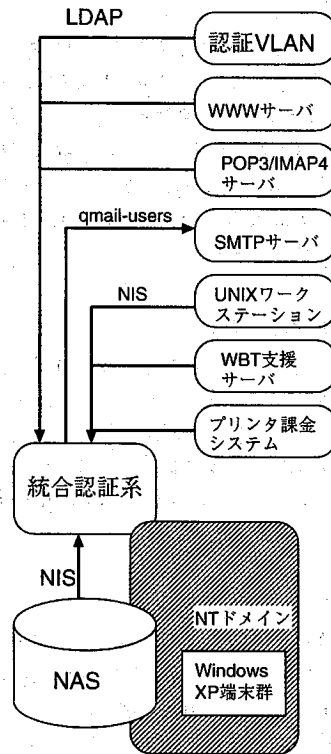 LDAP
認証VLAN
WWWサーバ
POP3/IMAP4
サーバ
qmail-users
SMTPサーバ
NIS
UNIXワーク
ステーション
WBT支援
サーバ
プリンタ課金
システム
統合認証系
NIS
NTドメイン
NAS
Windows
XP端末群